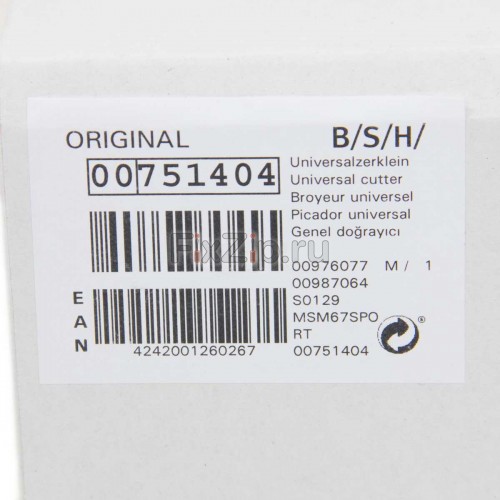 ORIGINAL
B/S/H/
00751404
Universalzerklein
Universal cutter
Broyeur universel
Picador universal
Genel doğrayıcı
FixZip.ru
00976077 M / 1
00987064
S0129
MSM67SPO
RT
00751404
EAN
4242001260267